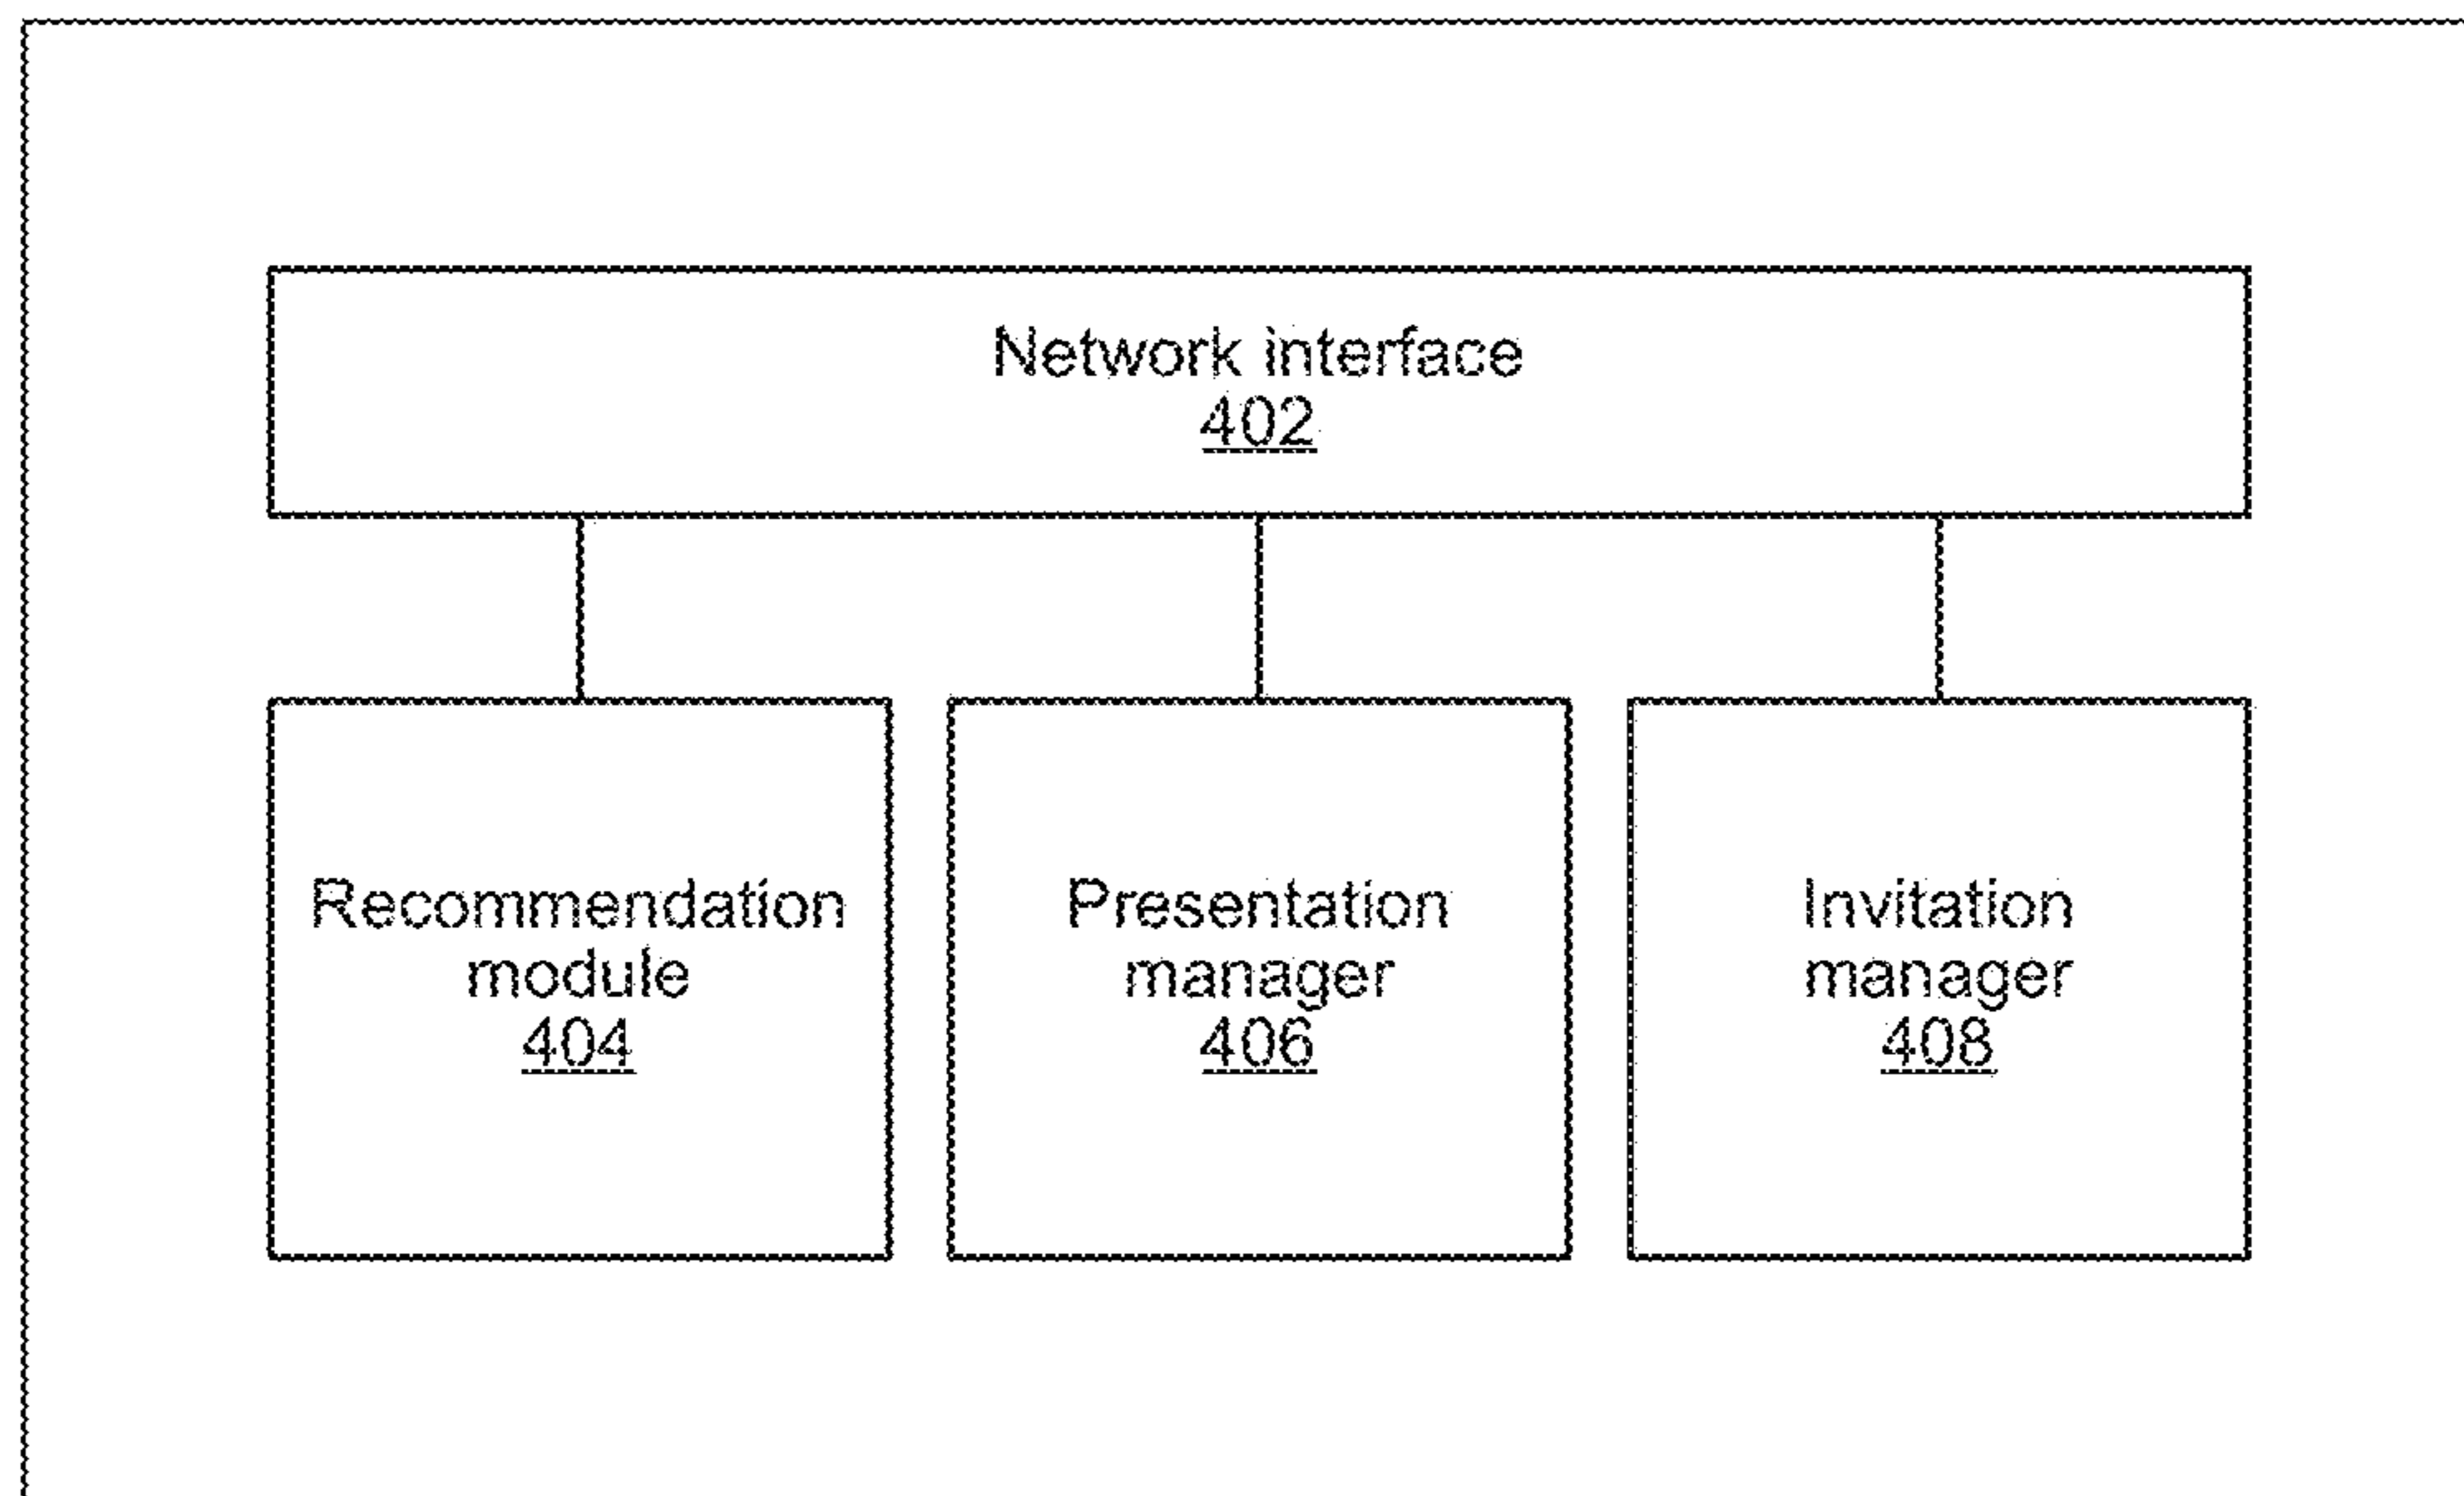 Network interface
402
Recommendation
module
404
Presentation
manager
406
Invitation
manager
408